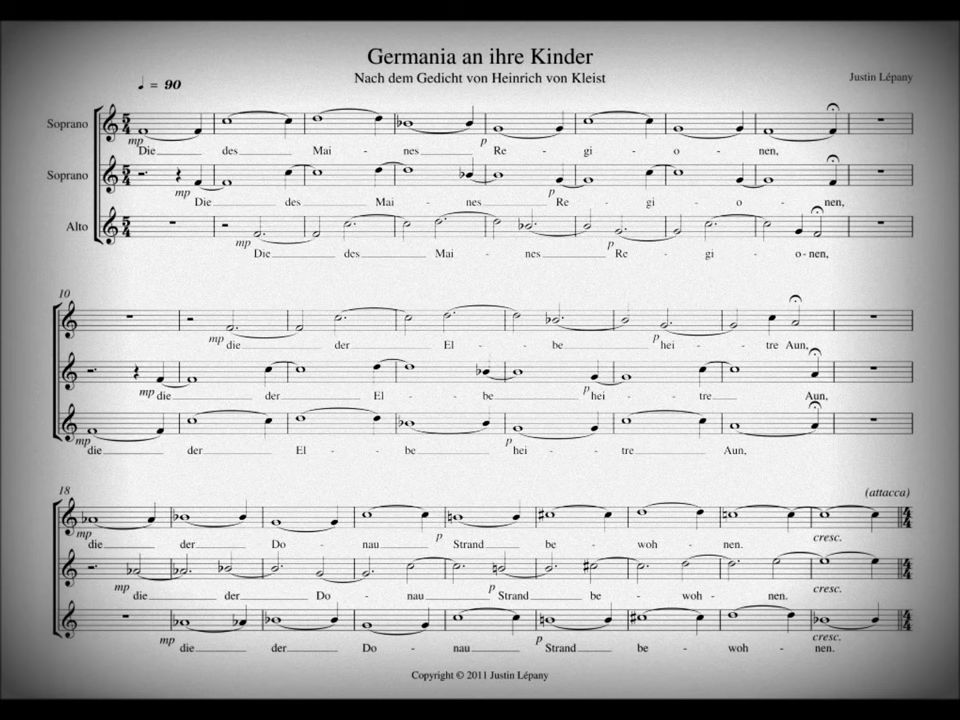 Germania an ihre Kinder
Nach dem Gedicht von Heinrich von Kleist
Justin Lépany
♩ = 90
Soprano
mp p
Die des Mai - nes Re - gi - o - nen,
Soprano
mp p
Die des Mai - nes Re - gi - o - nen,
Alto
mp p
Die des Mai - nes Re - gi - o - nen,
10
mp p
die der El - be hei - tre Aun,
mp p
die der El - be hei - tre Aun,
mp p
die der El - be hei - tre Aun,
18
(attacca)
mp p cresc.
die der Do - nau Strand be - woh - nen.
mp p cresc.
die der Do - nau Strand be - woh - nen.
mp p cresc.
die der Do - nau Strand be - woh - nen.
Copyright © 2011 Justin Lépany